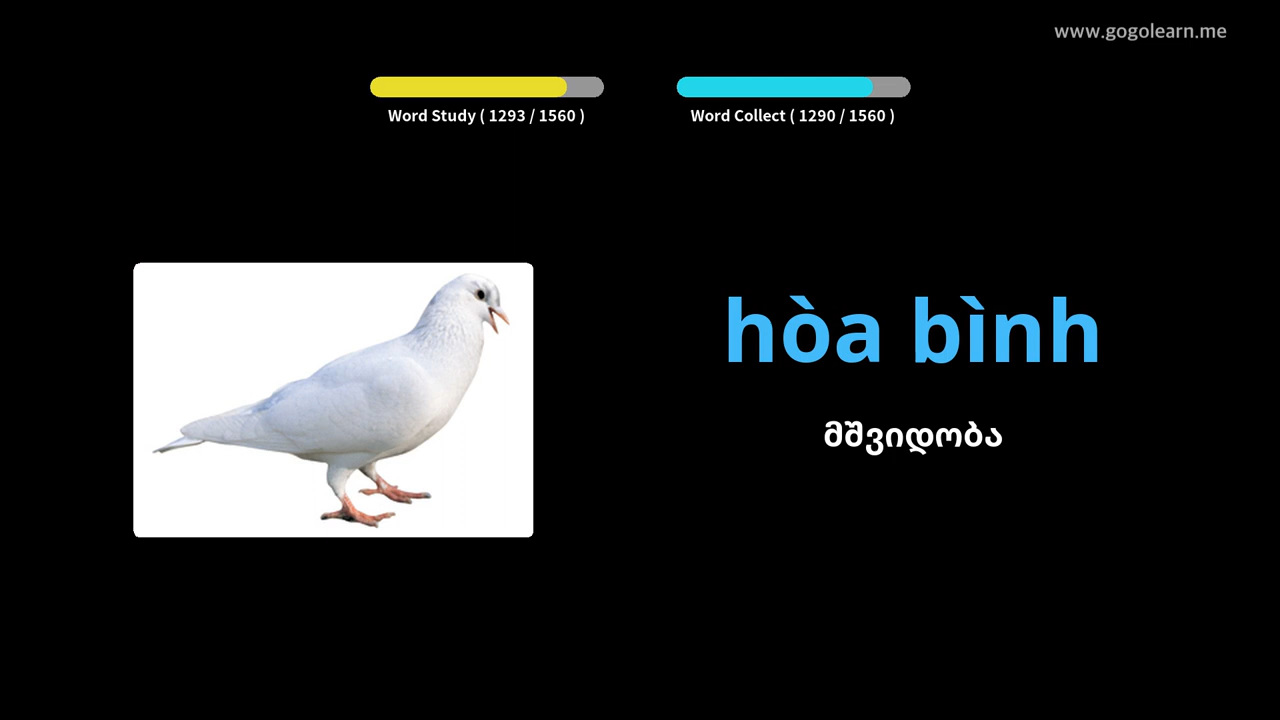 www.gogolearn.me
Word Study ( 1293 / 1560 )
Word Collect ( 1290 / 1560 )
hòa bình
მშვიდობა